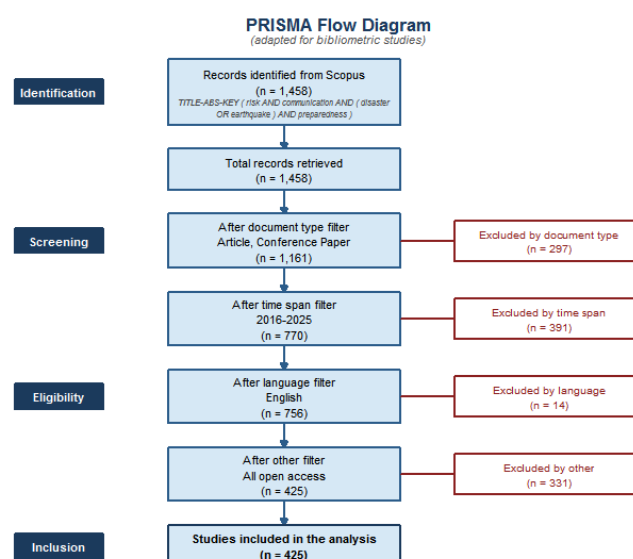 PRISMA Flow Diagram
(adapted for bibliometric studies)
Identification
Records identified from Scopus
(n = 1,458)
TITLE-ABS-KEY ( risk AND communication AND ( disaster
OR earthquake ) AND preparedness )
Total records retrieved
(n = 1,458)
Screening
After document type filter
Article, Conference Paper
(n = 1,161)
Excluded by document type
(n = 297)
After time span filter
2016-2025
(n = 770)
Excluded by time span
(n = 391)
Eligibility
After language filter
English
(n = 756)
Excluded by language
(n = 14)
After other filter
All open access
(n = 425)
Excluded by other
(n = 331)
Inclusion
Studies included in the analysis
(n = 425)